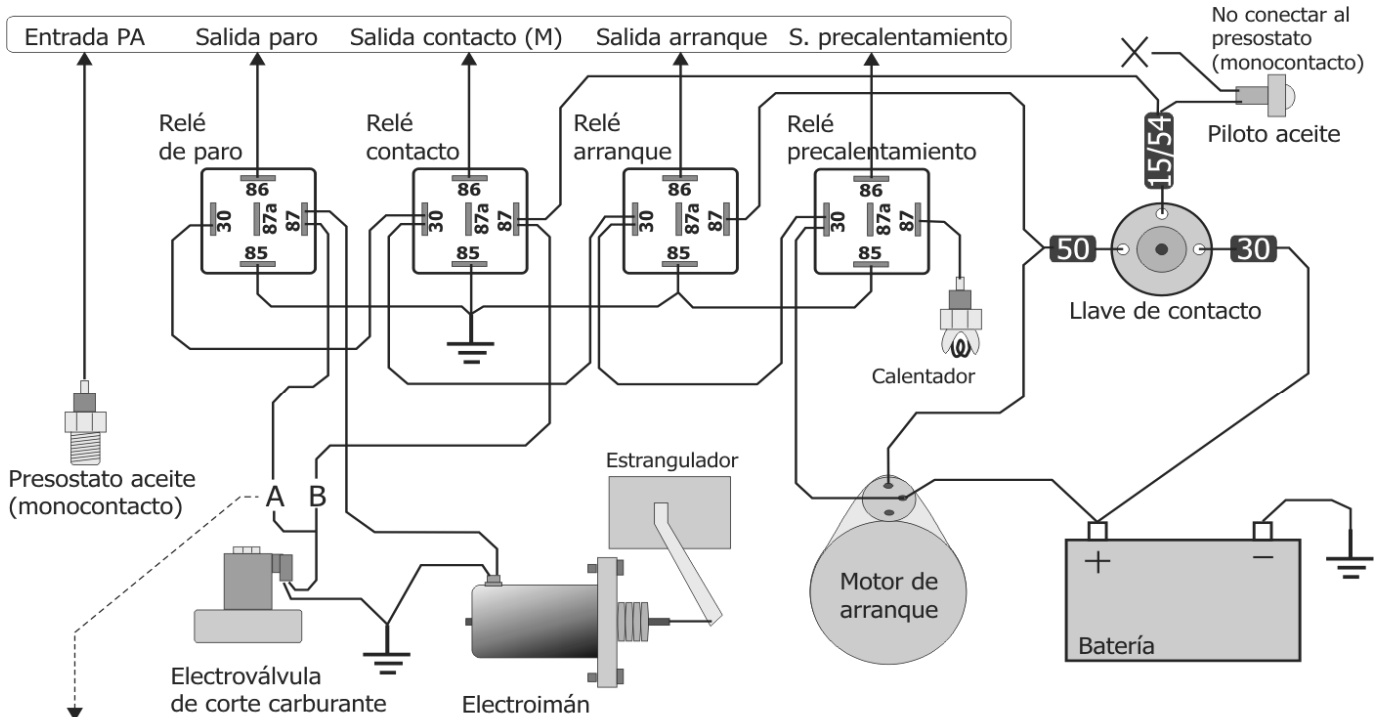 No conectar al
presostato
(monocontacto)
Entrada PA
Salida paro
Salida contacto (M)
Salida arranque
S. precalentamiento
Piloto aceite
Relé
de paro
Relé
contacto
Relé
arranque
Relé
precalentamiento
15/54
86
30
87a
87
85
86
30
87a
87
85
86
30
87a
87
85
86
30
87a
87
85
50
30
Llave de contacto
Calentador
Presostato aceite
(monocontacto)
A
B
Estrangulador
Motor de
arranque
+
−
Batería
Electroválvula
de corte carburante
Electroimán